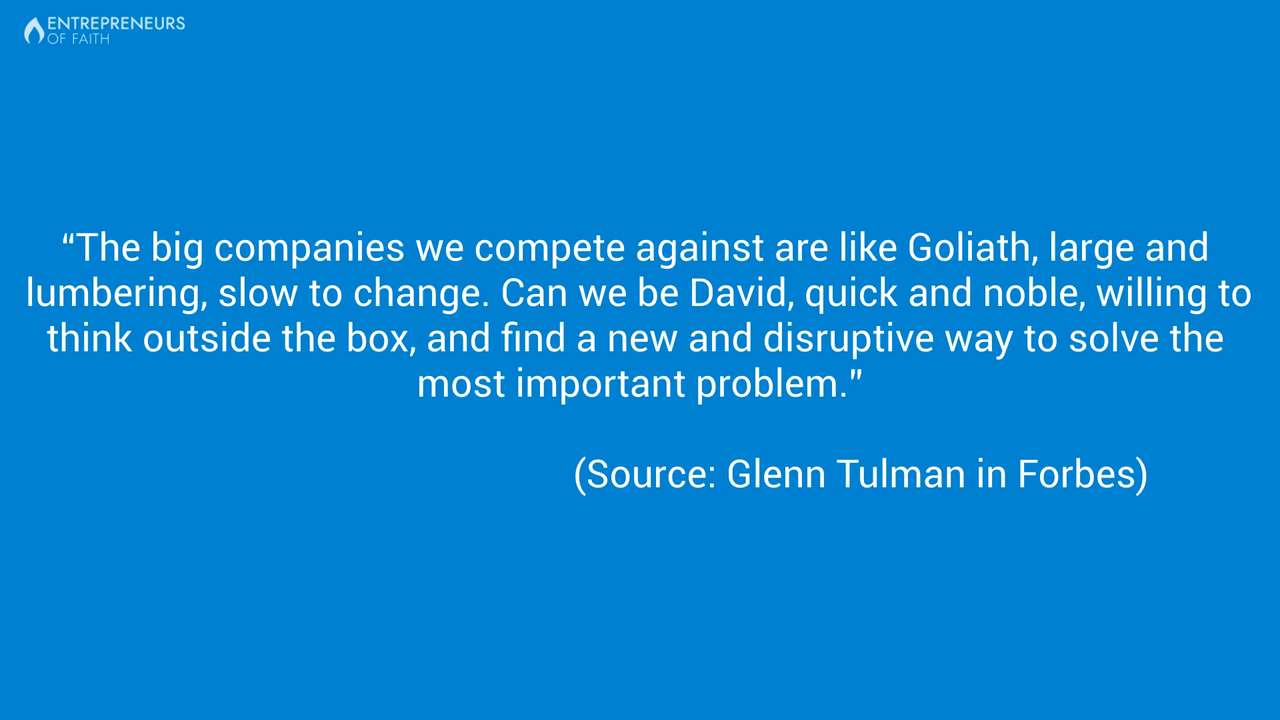 ENTREPRENEURS
OF FAITH
“The big companies we compete against are like Goliath, large and
lumbering, slow to change. Can we be David, quick and noble, willing to
think outside the box, and find a new and disruptive way to solve the
most important problem.”
(Source: Glenn Tulman in Forbes)